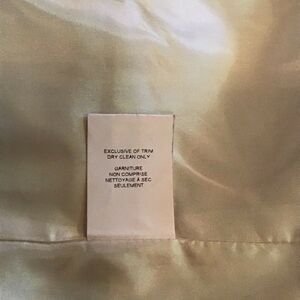 EXCLUSIVE OF TRIM
DRY CLEAN ONLY
GARNITURE
NON COMPRISE
NETTOYAGE À SEC
SEULEMENT